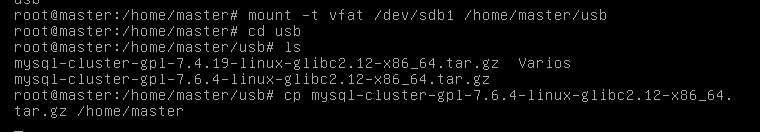 usb
root@master:/home/master# mount -t vfat /dev/sdb1 /home/master/usb
root@master:/home/master# cd usb
root@master:/home/master/usb# ls
mysql-cluster-gpl-7.4.19-linux-glibc2.12-x86_64.tar.gz  Varios
mysql-cluster-gpl-7.6.4-linux-glibc2.12-x86_64.tar.gz
root@master:/home/master/usb# cp mysql-cluster-gpl-7.6.4-linux-glibc2.12-x86_64.
tar.gz /home/master